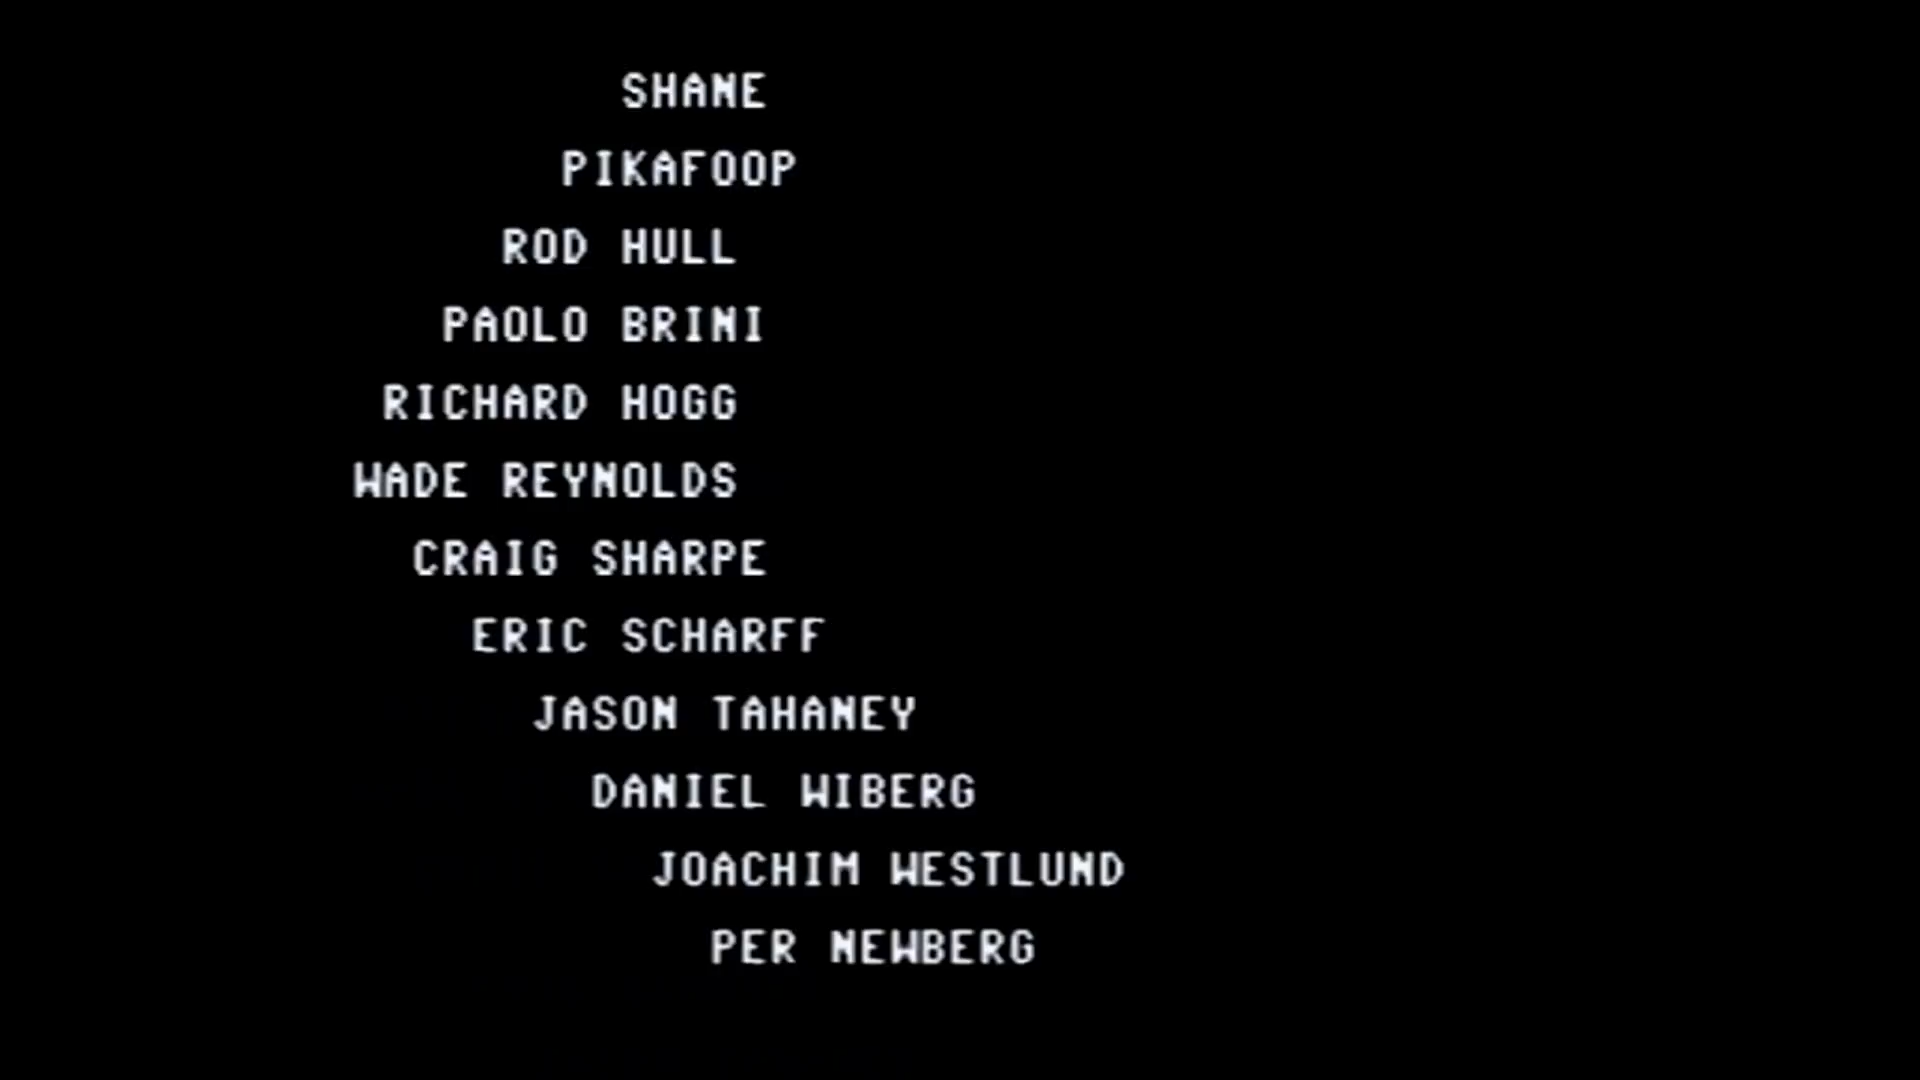 SHANE
PIKAFOOP
ROD HULL
PAOLO BRINI
RICHARD HOGG
WADE REYNOLDS
CRAIG SHARPE
ERIC SCHARFF
JASON TAHANEY
DANIEL WIBERG
JOACHIM WESTLUND
PER NEWBERG